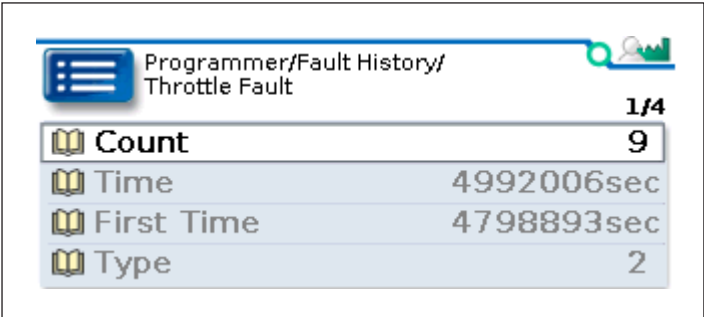 Programmer/Fault History/
Throttle Fault
1/4
Count 9
Time 4992006sec
First Time 4798893sec
Type 2